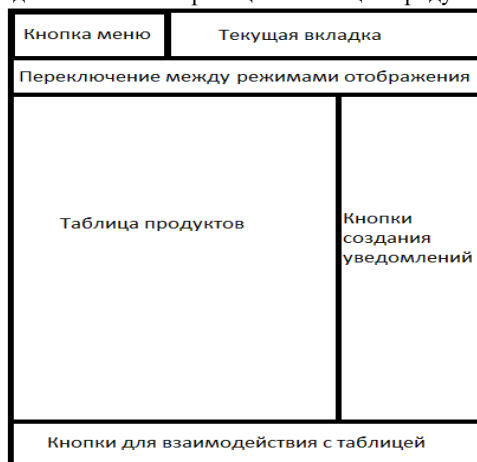 Кнопка меню
Текущая вкладка
Переключение между режимами отображения
Таблица продуктов
Кнопки
создания
уведомлений
Кнопки для взаимодействия с таблицей